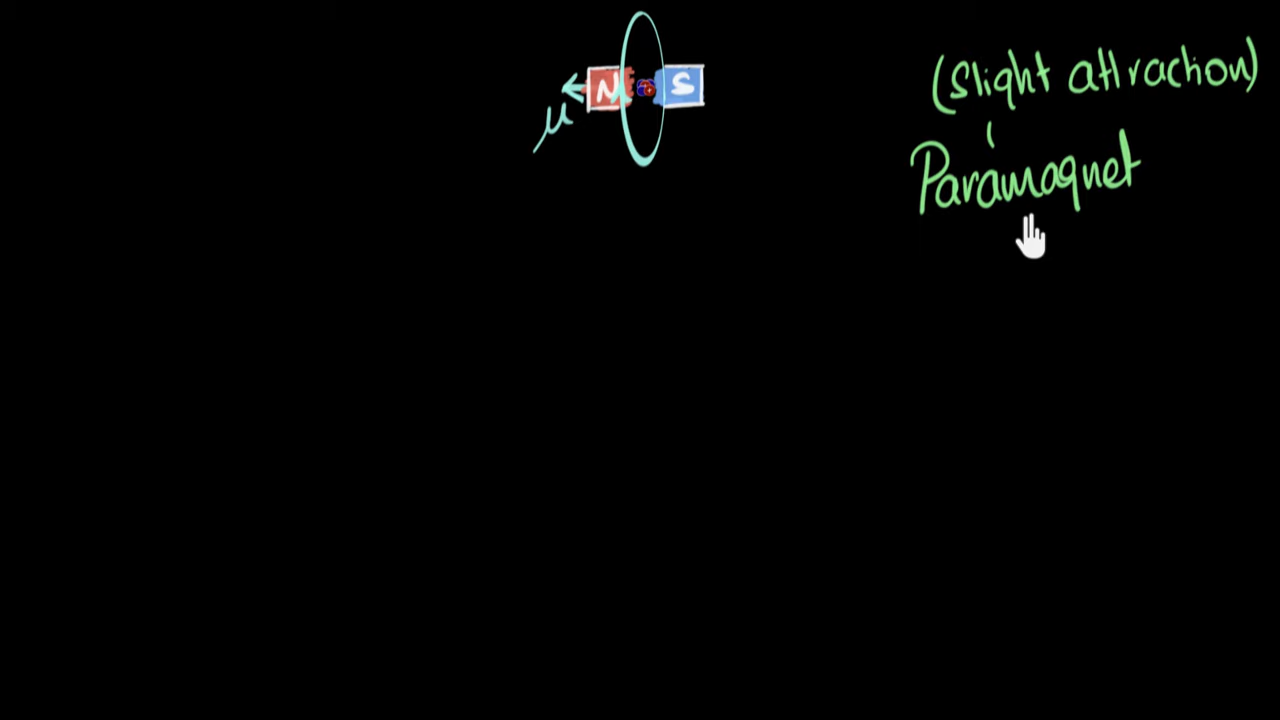 N S
μ
(Slight attraction)
Paramagnet